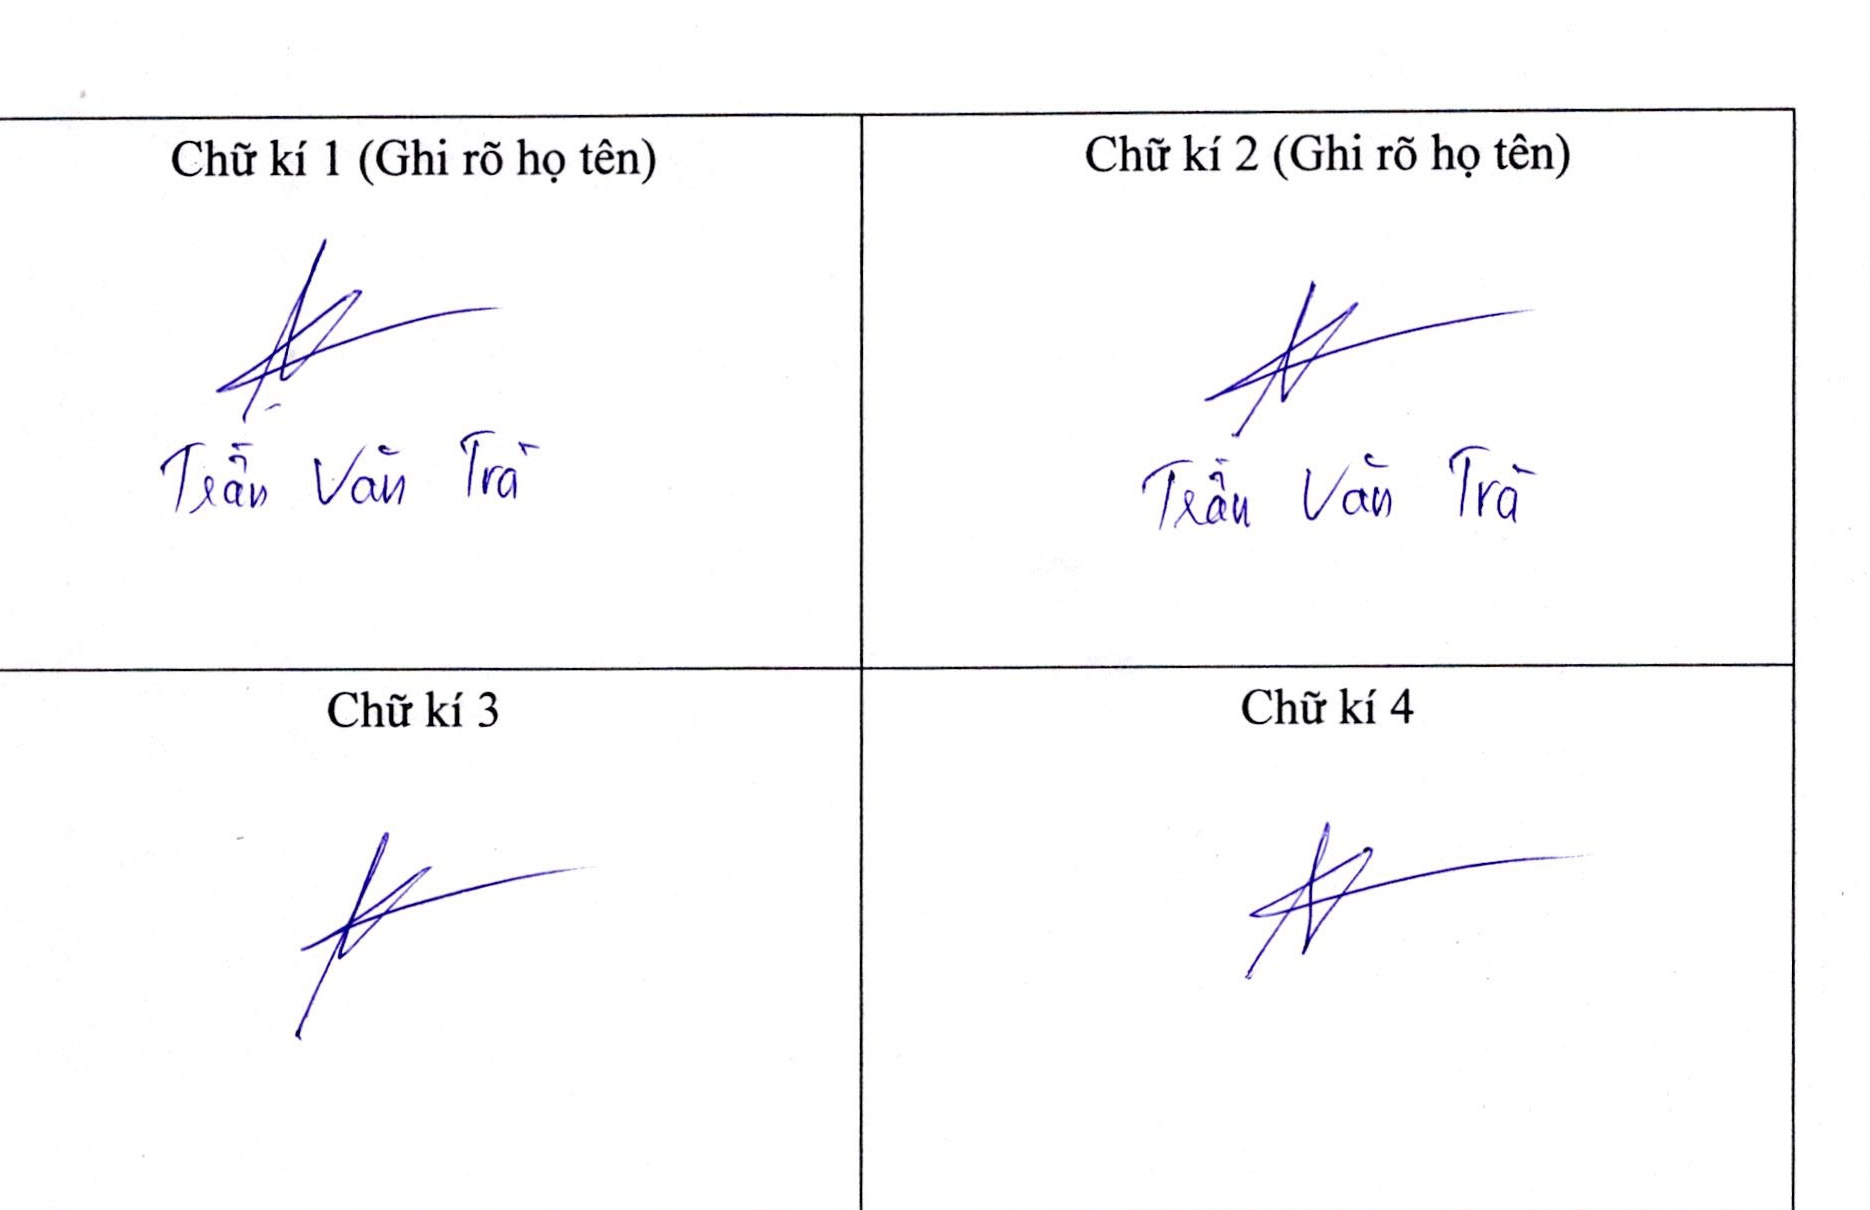 Chữ kí 1 (Ghi rõ họ tên)
Chữ kí 2 (Ghi rõ họ tên)
Trần Văn Trà
Trần Văn Trà
Chữ kí 3
Chữ kí 4